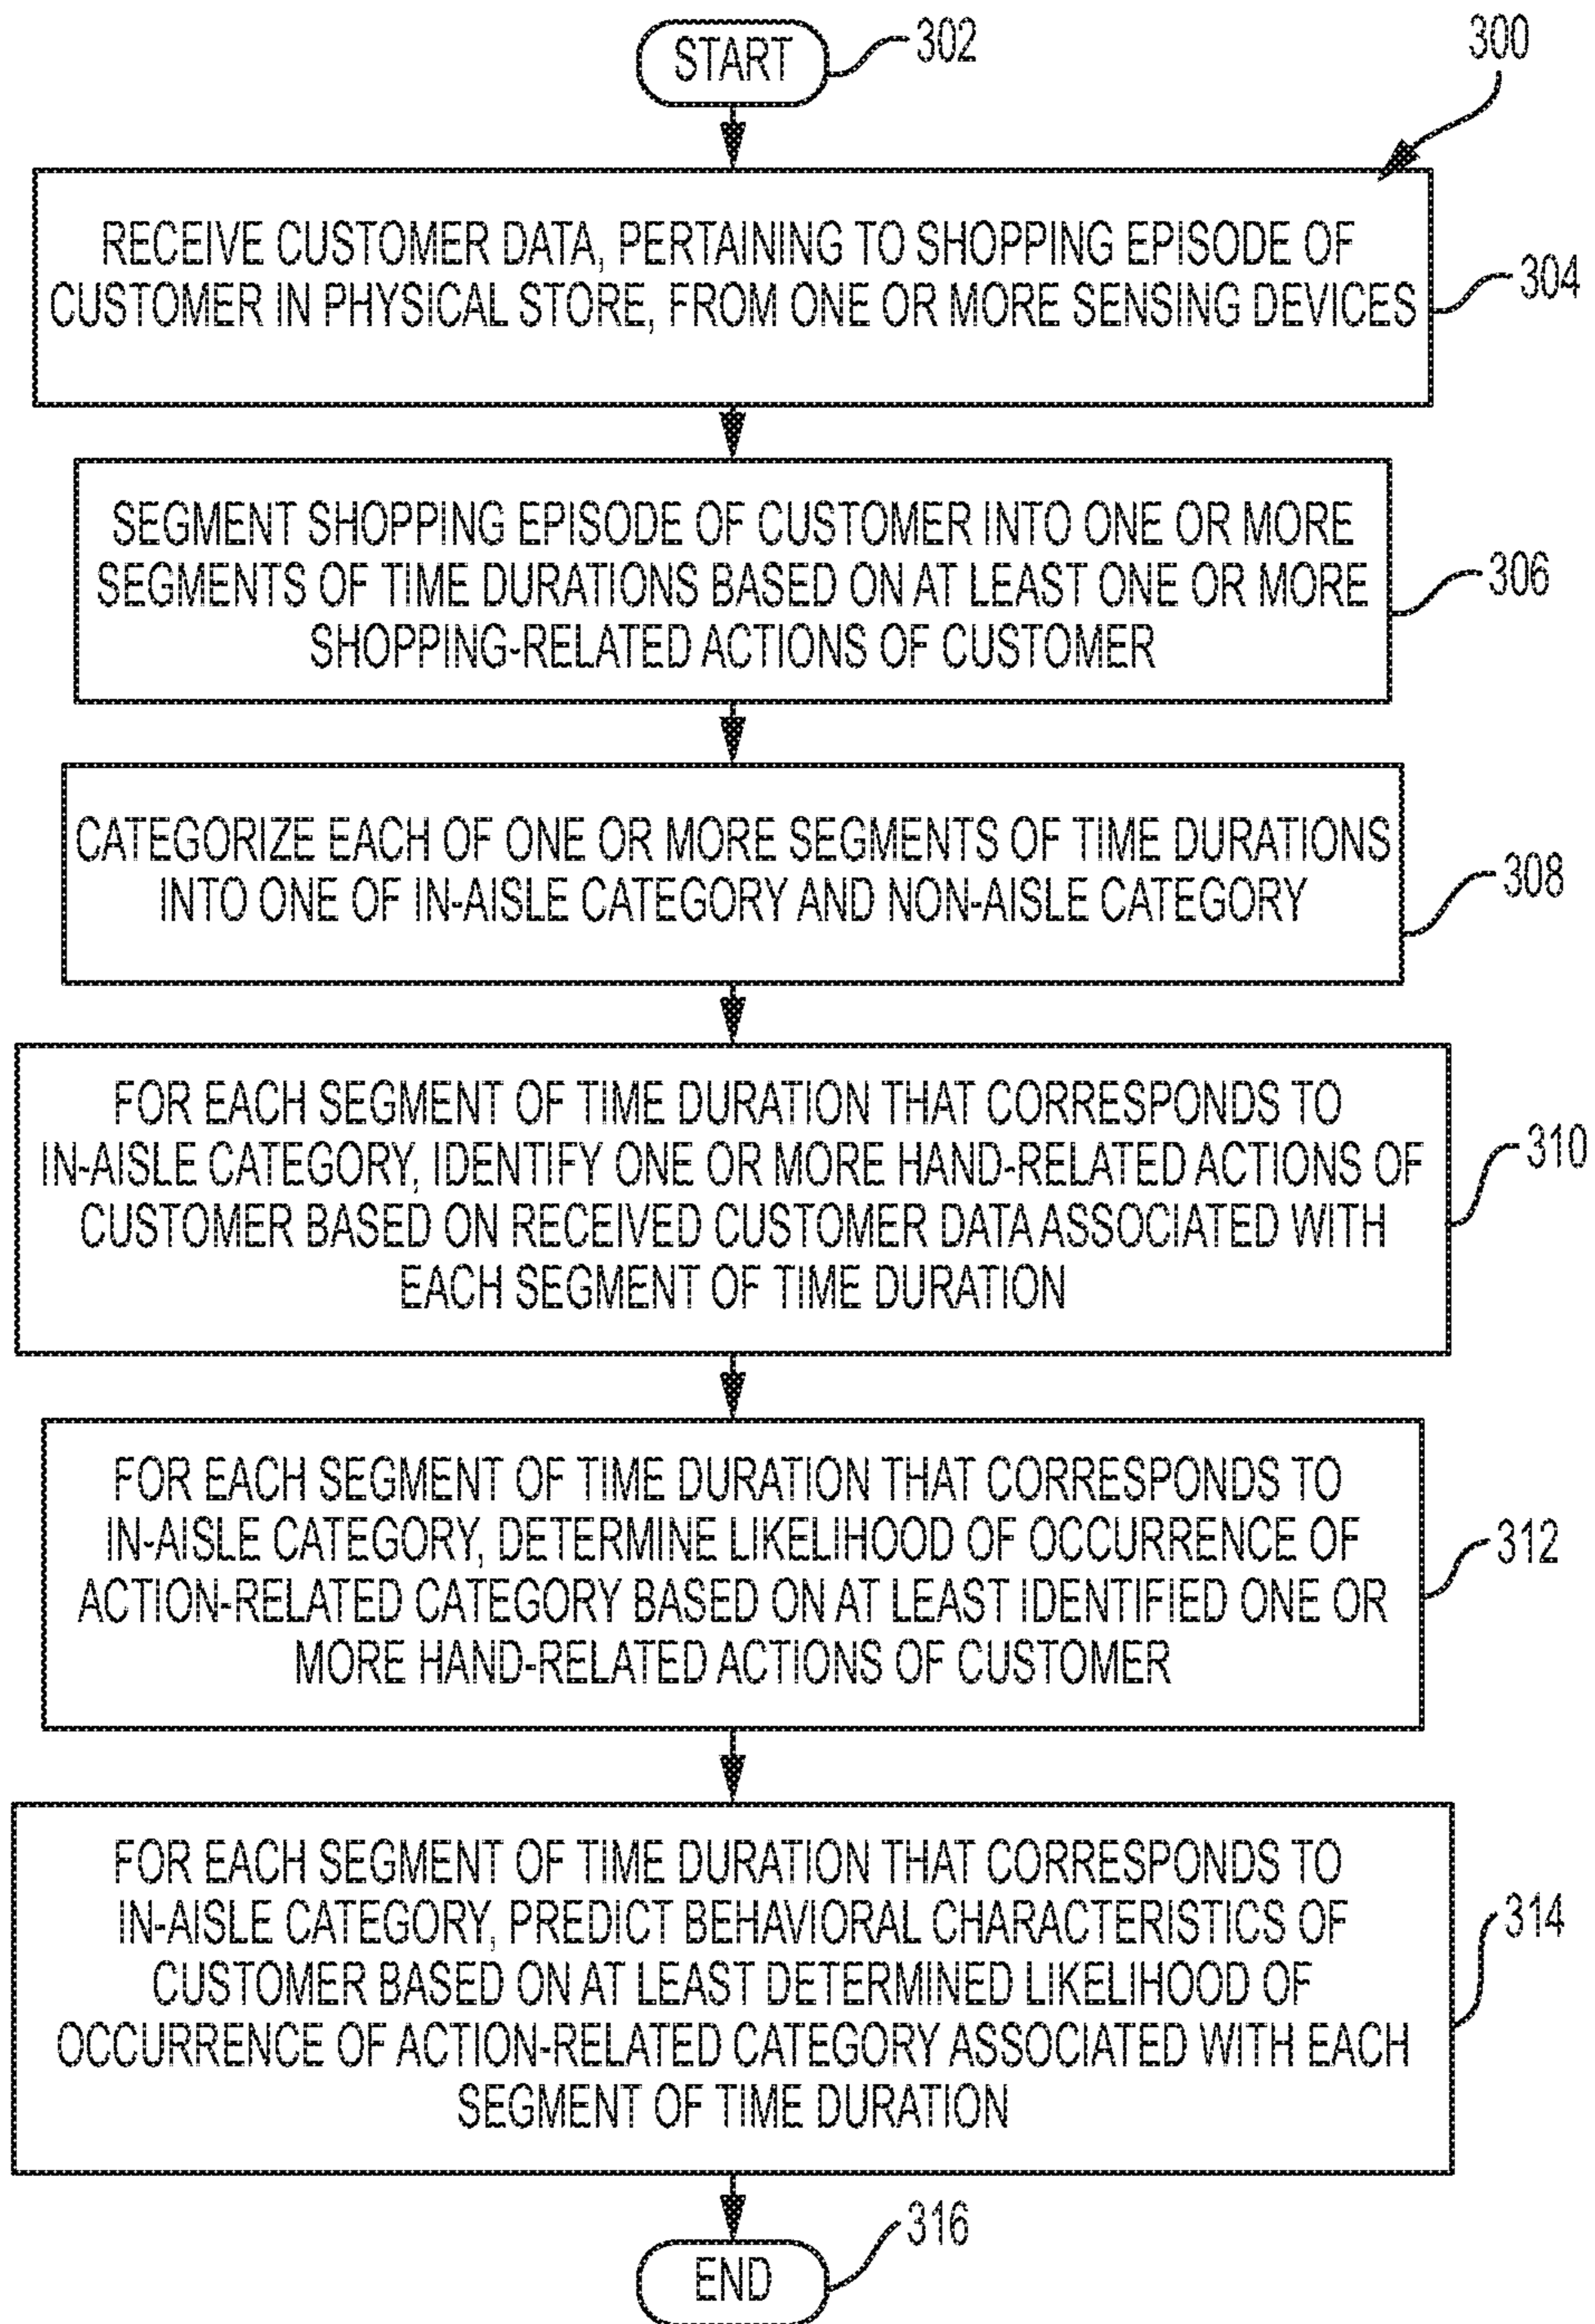 START
302
300
RECEIVE CUSTOMER DATA, PERTAINING TO SHOPPING EPISODE OF
CUSTOMER IN PHYSICAL STORE, FROM ONE OR MORE SENSING DEVICES
304
SEGMENT SHOPPING EPISODE OF CUSTOMER INTO ONE OR MORE
SEGMENTS OF TIME DURATIONS BASED ON AT LEAST ONE OR MORE
SHOPPING-RELATED ACTIONS OF CUSTOMER
306
CATEGORIZE EACH OF ONE OR MORE SEGMENTS OF TIME DURATIONS
INTO ONE OF IN-AISLE CATEGORY AND NON-AISLE CATEGORY
308
FOR EACH SEGMENT OF TIME DURATION THAT CORRESPONDS TO
IN-AISLE CATEGORY, IDENTIFY ONE OR MORE HAND-RELATED ACTIONS OF
CUSTOMER BASED ON RECEIVED CUSTOMER DATA ASSOCIATED WITH
EACH SEGMENT OF TIME DURATION
310
FOR EACH SEGMENT OF TIME DURATION THAT CORRESPONDS TO
IN-AISLE CATEGORY, DETERMINE LIKELIHOOD OF OCCURRENCE OF
ACTION-RELATED CATEGORY BASED ON AT LEAST IDENTIFIED ONE OR
MORE HAND-RELATED ACTIONS OF CUSTOMER
312
FOR EACH SEGMENT OF TIME DURATION THAT CORRESPONDS TO
IN-AISLE CATEGORY, PREDICT BEHAVIORAL CHARACTERISTICS OF
CUSTOMER BASED ON AT LEAST DETERMINED LIKELIHOOD OF
OCCURRENCE OF ACTION-RELATED CATEGORY ASSOCIATED WITH EACH
SEGMENT OF TIME DURATION
314
END
316